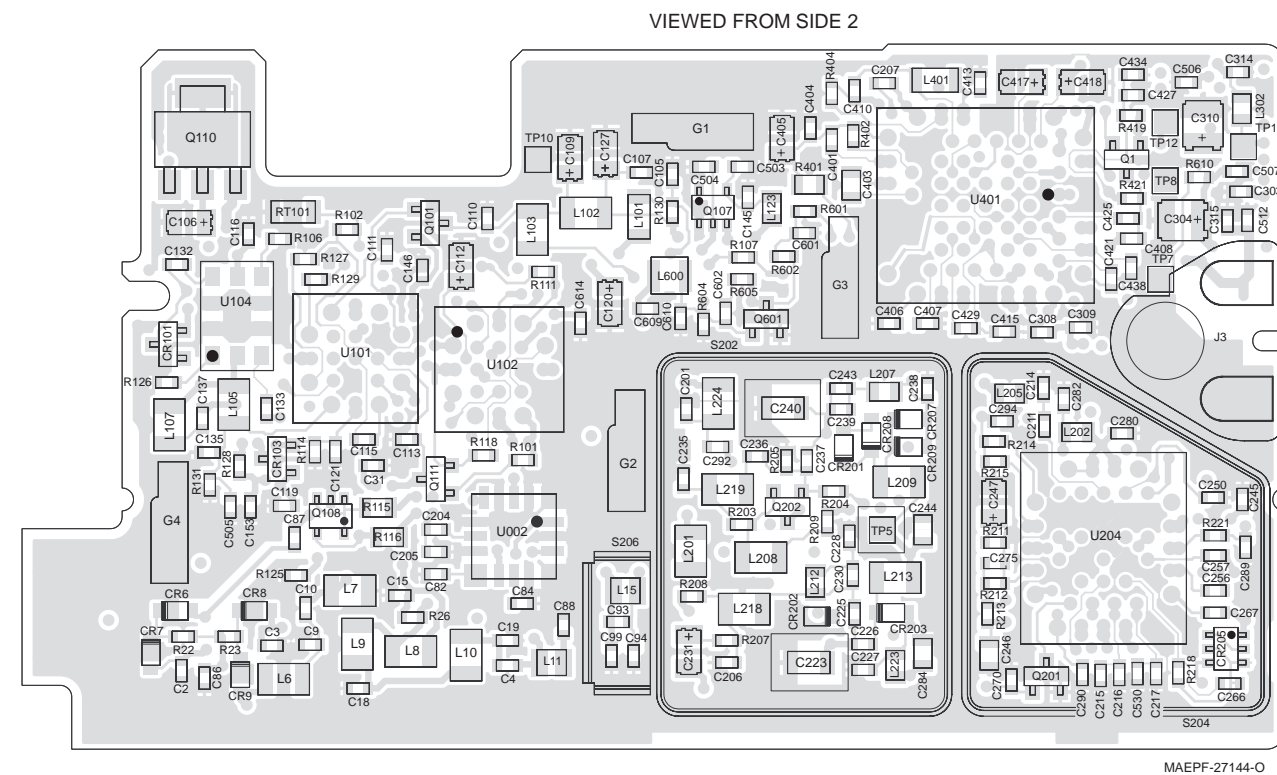 VIEWED FROM SIDE 2
C434
C314
R404
C207
L401
C413
C417+
+C418
C506
C427
L302
C410
C404
R419
C310
+
TP12
TP1
Q110
TP10
C109
+
C127
+
G1
C405
+
R402
C401
Q1
C107
C105
C504
C503
R401
C403
R421
TP8
R610
C507
C303
U401
C106+
C116
RT101
R102
Q101
C110
L103
L102
L101
R130
Q107
C145
L123
R601
C425
C304+
C315
C512
C132
R106
C111
R127
C146
C112
+
R107
C601
C421
C408
TP7
R129
R111
L600
R605
R602
C438
U104
C614
C120+
C609
C610
R604
C602
Q601
G3
CR101
U101
U102
C406
C407
C429
C415
C308
C309
J3
S202
R126
C137
L105
C133
L107
C201
L224
C240
C243
L207
C238
C239
CR208
CR207
L205
C214
C282
C294
C211
L202
C280
C135
R128
CR103
R114
C121
C115
C113
R118
R101
C235
C292
C236
R205
C237
CR201
CR209
R214
R215
R131
C31
Q111
G2
L219
L209
C247
+
C250
C245
G4
C505
C153
C119
Q108
R115
C204
U002
R203
Q202
R204
R209
C244
R221
C87
R116
C205
S206
L201
L208
C228
TP5
R211
C275
U204
C257
C289
R125
L7
C15
C82
L15
R208
L212
C230
L213
R212
C256
CR6
CR8
C10
R26
C84
C88
C93
L218
CR202
C225
CR203
R213
C267
CR7
R22
R23
C3
C9
L9
L8
L10
C19
C99
C94
C231
+
R207
C226
C246
CR205
C2
C86
CR9
L6
C18
C4
L11
C206
C223
C227
L223
C284
C270
Q201
C290
C215
C216
C530
C217
R218
C266
S204
MAEPF-27144-O